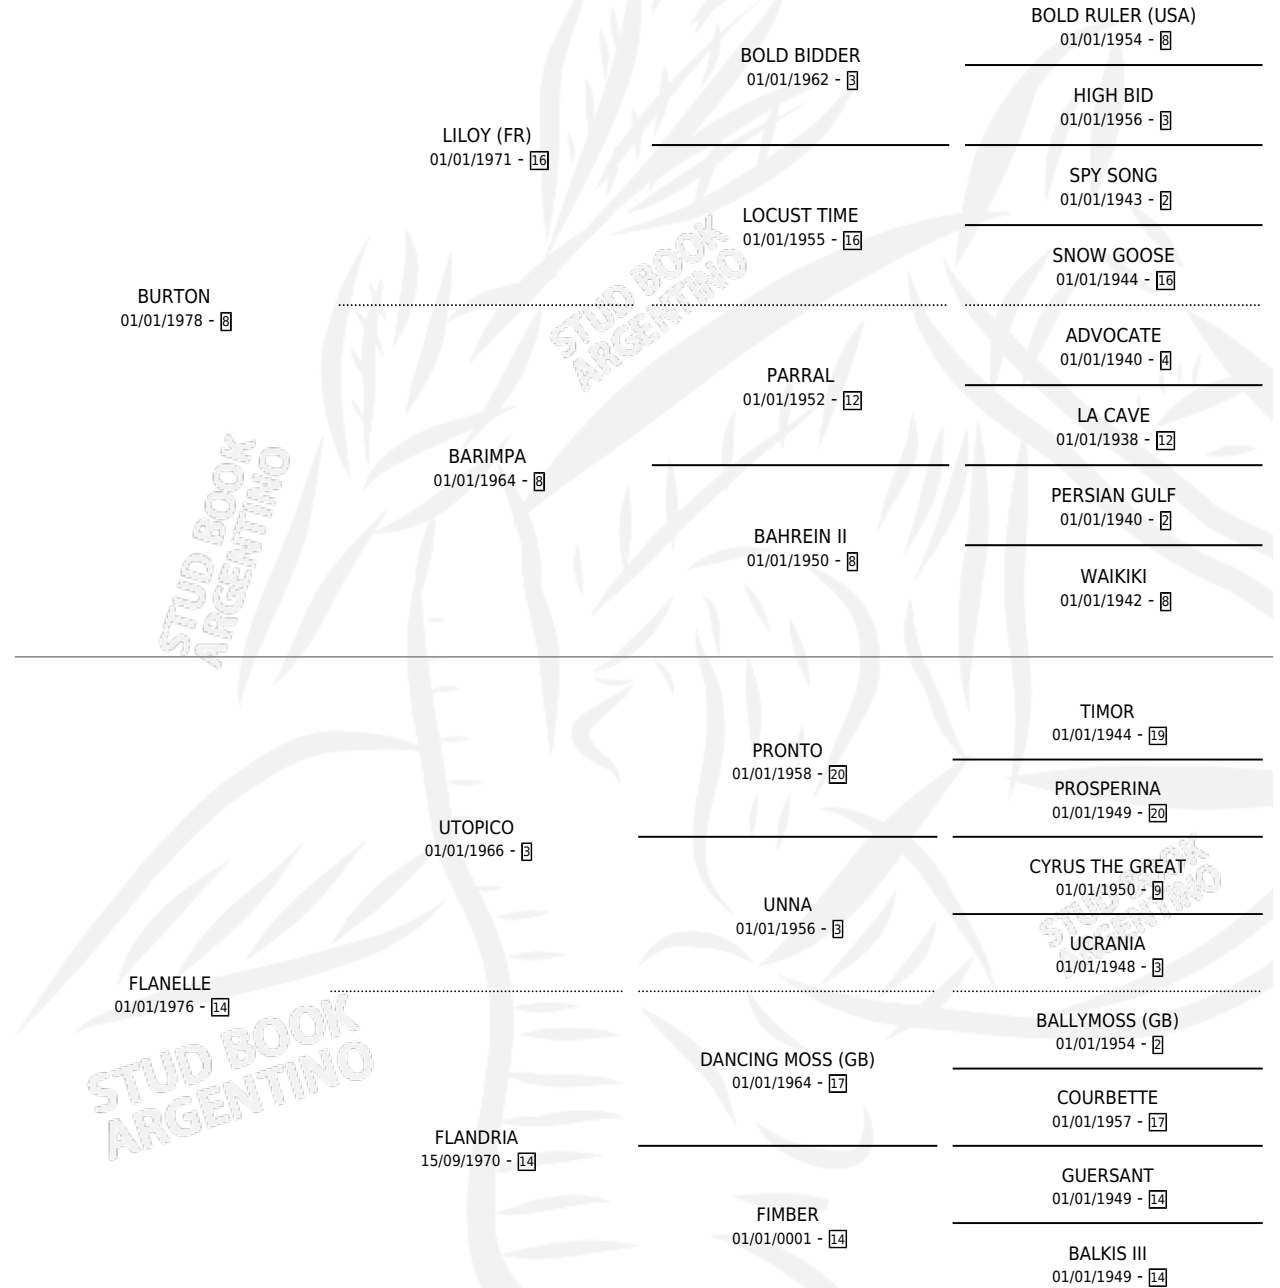 BOLD RULER (USA)
01/01/1954 - 8
BOLD BIDDER
01/01/1962 - 3
HIGH BID
01/01/1956 - 3
LILOY (FR)
01/01/1971 - 16
SPY SONG
01/01/1943 - 2
LOCUST TIME
01/01/1955 - 16
SNOW GOOSE
01/01/1944 - 16
BURTON
01/01/1978 - 8
ADVOCATE
01/01/1940 - 4
PARRAL
01/01/1952 - 12
LA CAVE
01/01/1938 - 12
BARIMPA
01/01/1964 - 8
PERSIAN GULF
01/01/1940 - 2
BAHREIN II
01/01/1950 - 8
WAIKIKI
01/01/1942 - 8
TIMOR
01/01/1944 - 19
PRONTO
01/01/1958 - 20
PROSPERINA
01/01/1949 - 20
UTOPICO
01/01/1966 - 3
CYRUS THE GREAT
01/01/1950 - 9
UNNA
01/01/1956 - 3
UCRANIA
01/01/1948 - 3
FLANELLE
01/01/1976 - 14
BALLYMOSS (GB)
01/01/1954 - 2
DANCING MOSS (GB)
01/01/1964 - 17
COURBETTE
01/01/1957 - 17
FLANDRIA
15/09/1970 - 14
GUERSANT
01/01/1949 - 14
FIMBER
01/01/0001 - 14
BALKIS III
01/01/1949 - 14
STUD BOOK
ARGENTINO
STUD BOOK
ARGENTINO
STUD BOOK
ARGENTINO
STUD BOOK
ARGENTINO